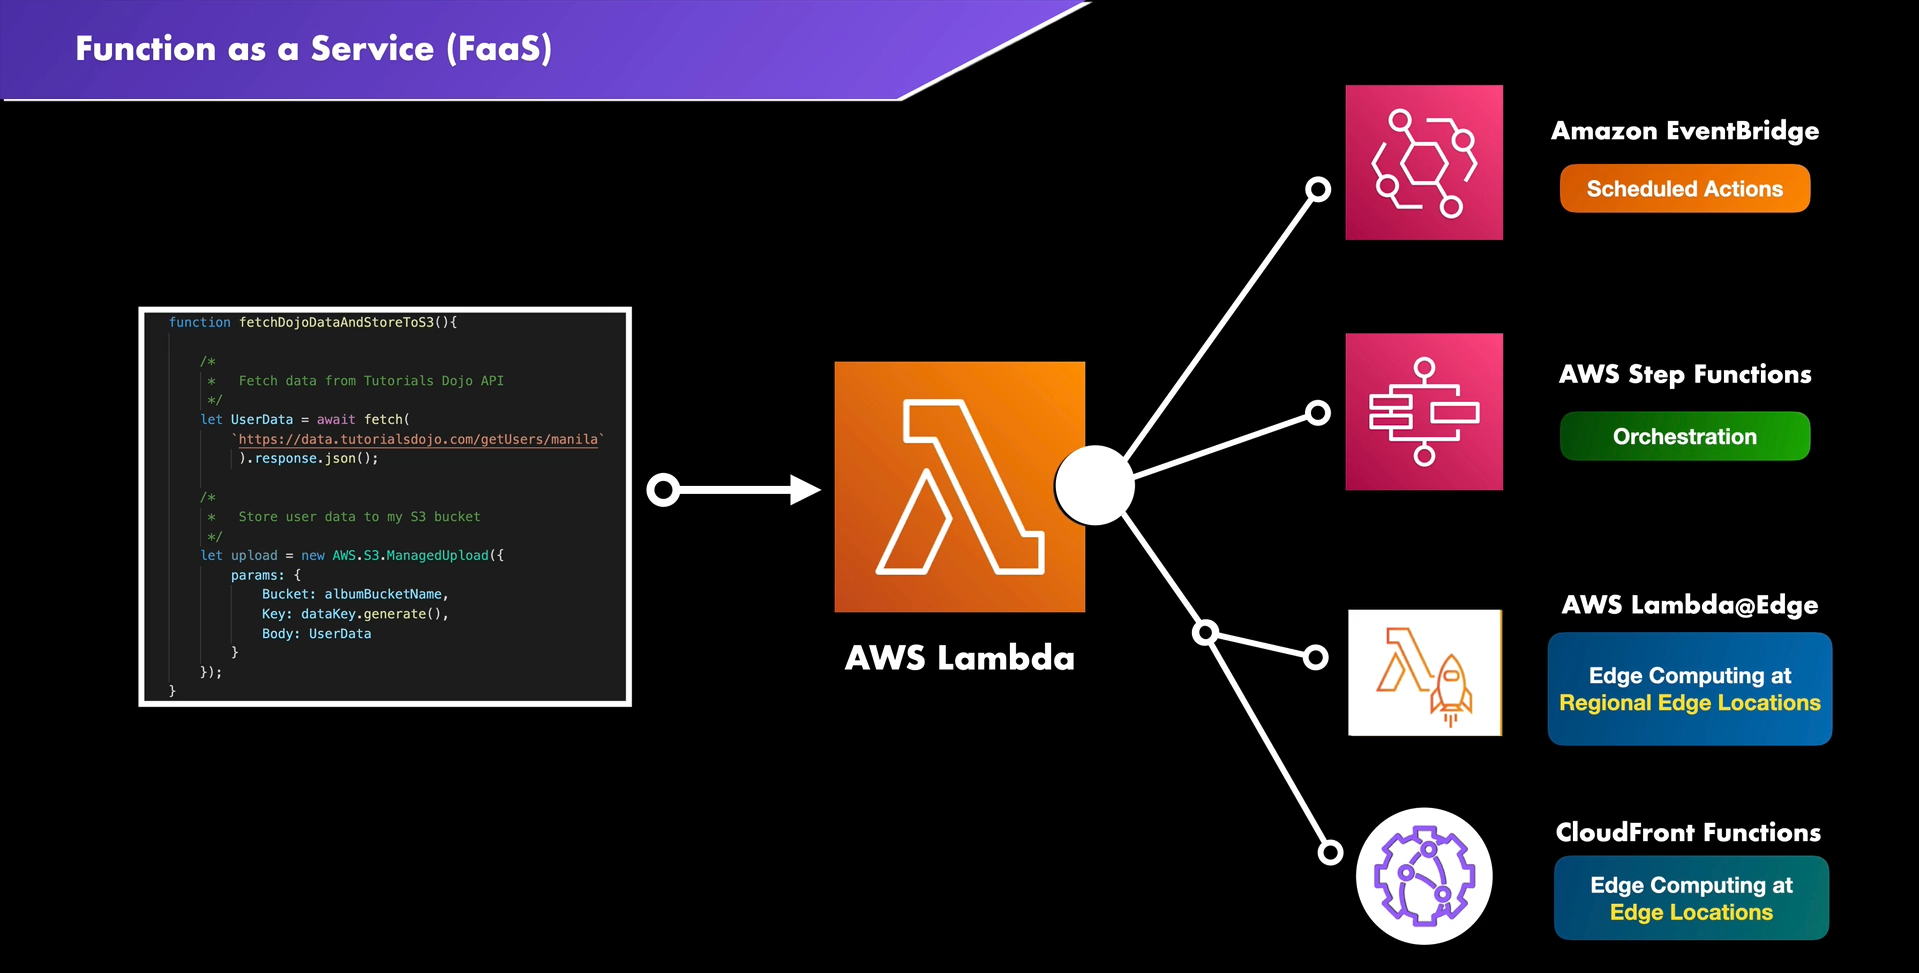 Function as a Service (FaaS)
function fetchDojoDataAndStoreToS3(){
/*
*   Fetch data from Tutorials Dojo API
*/
let UserData = await fetch(
`https://data.tutorialsdojo.com/getUsers/manila`
).response.json();
/*
*   Store user data to my S3 bucket
*/
let upload = new AWS.S3.ManagedUpload({
params: {
Bucket: albumBucketName,
Key: dataKey.generate(),
Body: UserData
}
});
}
AWS Lambda
Amazon EventBridge
Scheduled Actions
AWS Step Functions
Orchestration
AWS Lambda@Edge
Edge Computing at
Regional Edge Locations
CloudFront Functions
Edge Computing at
Edge Locations